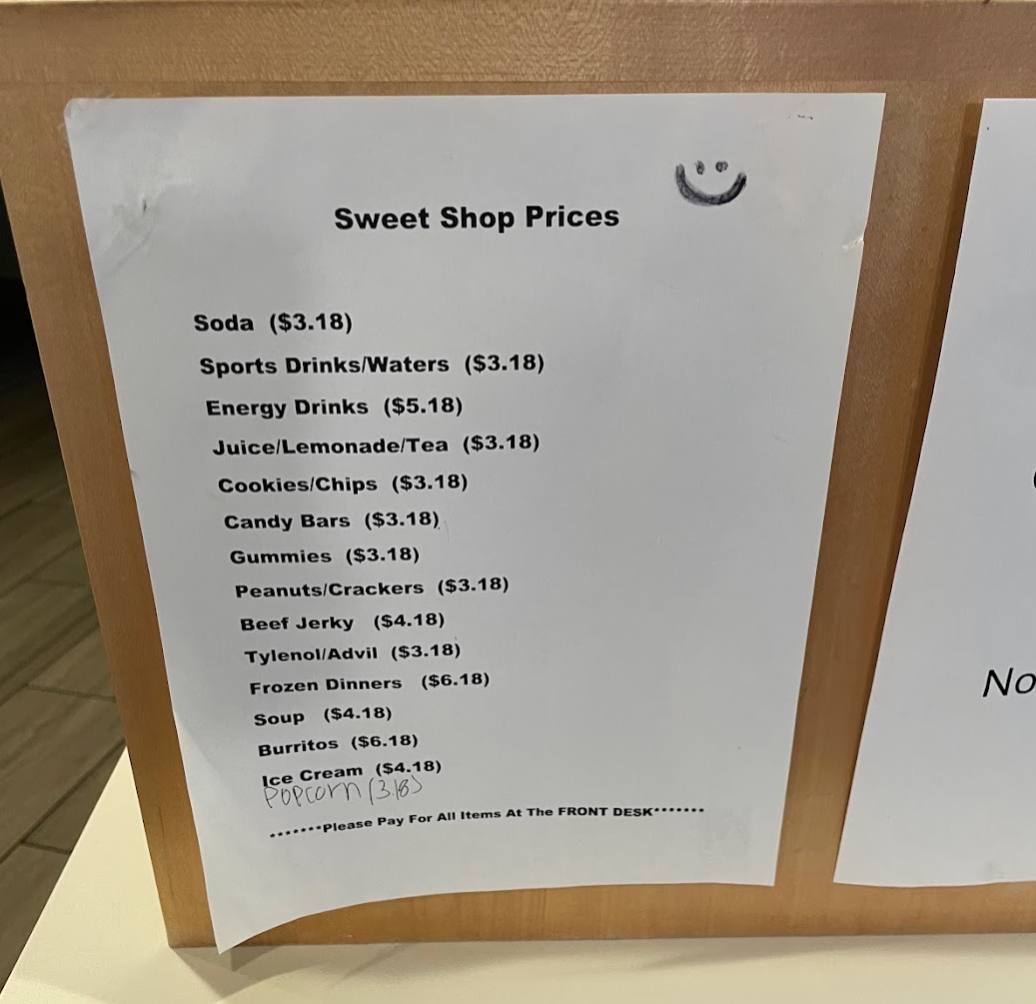 Sweet Shop Prices
Soda ($3.18)
Sports Drinks/Waters ($3.18)
Energy Drinks ($5.18)
Juice/Lemonade/Tea ($3.18)
Cookies/Chips ($3.18)
Candy Bars ($3.18)
Gummies ($3.18)
Peanuts/Crackers ($3.18)
Beef Jerky ($4.18)
Tylenol/Advil ($3.18)
Frozen Dinners ($6.18)
Soup ($4.18)
Burritos ($6.18)
Ice Cream ($4.18)
POPCorn (3.18)
*******Please Pay For All Items At The FRONT DESK*******
No